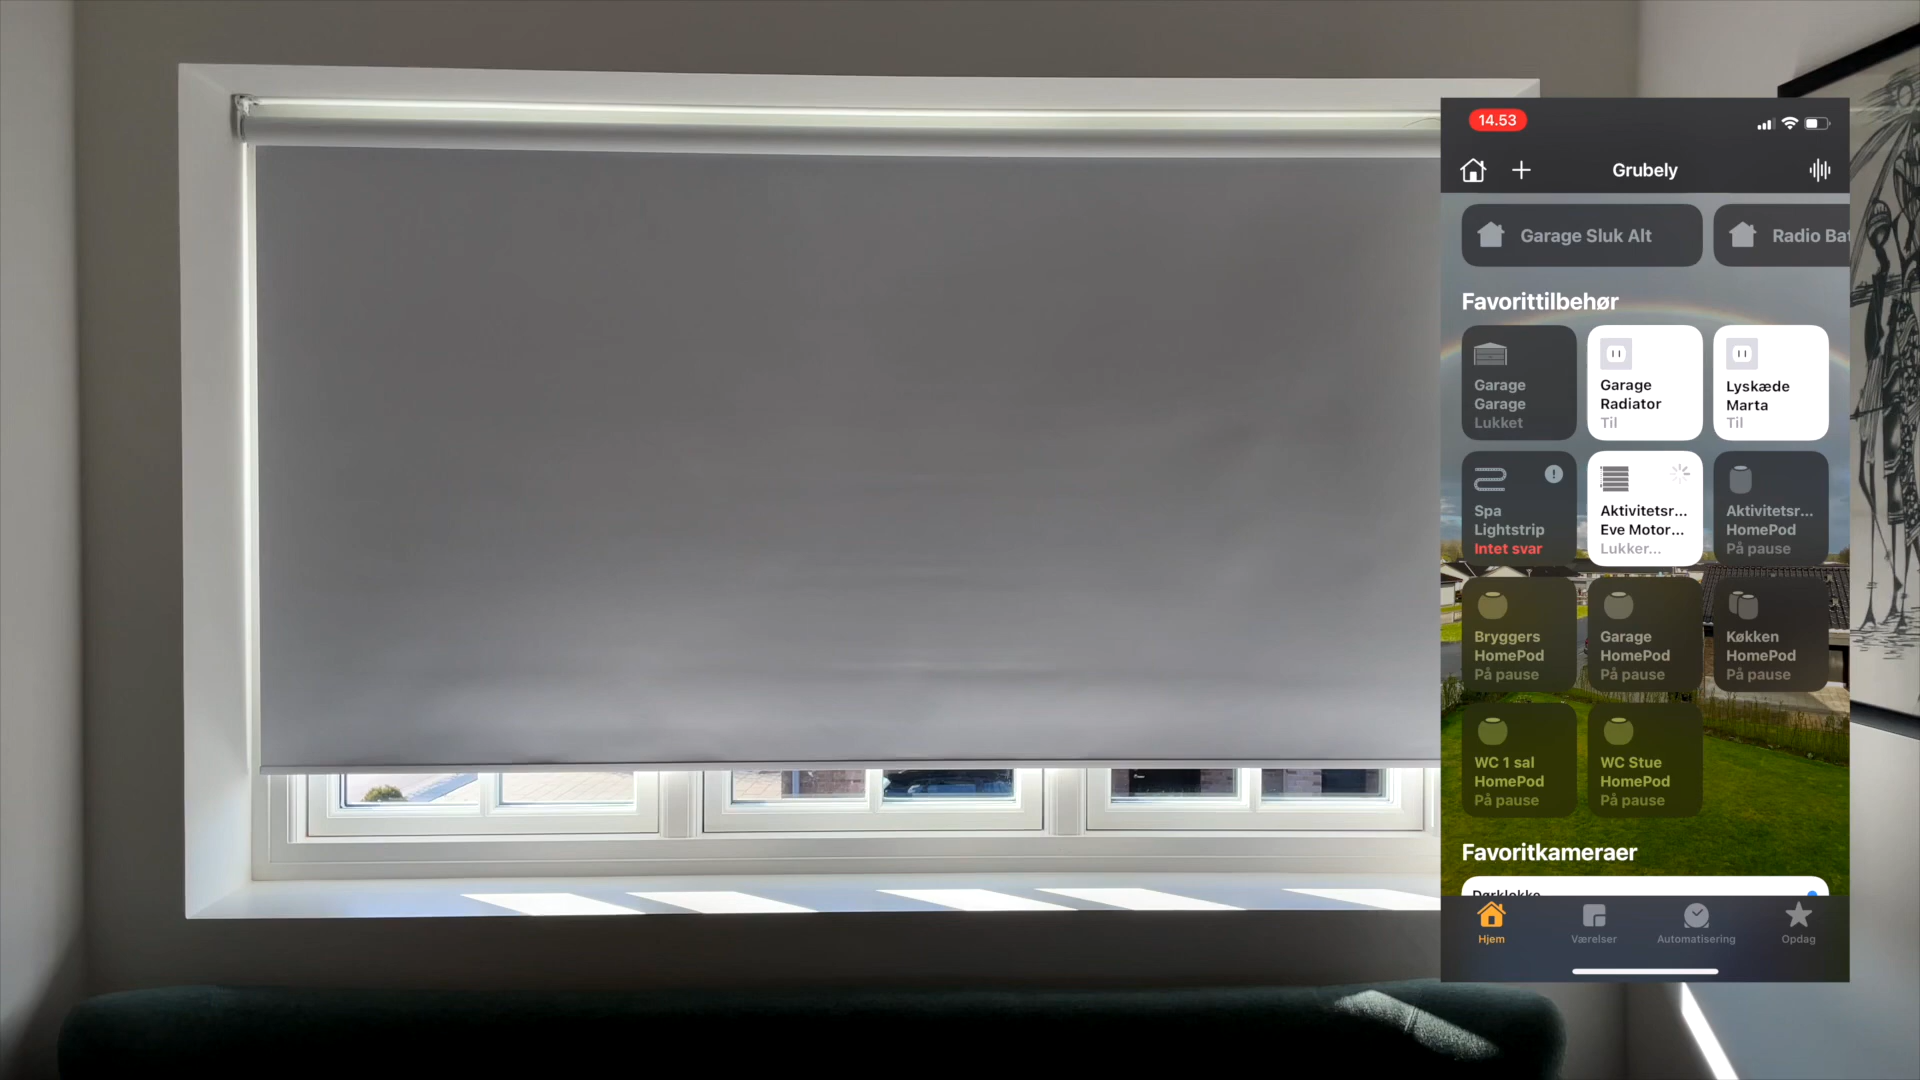 14.53
Grubely
Garage Sluk Alt
Radio Bat
Favorittilbehør
Garage
Garage
Lukket
Garage
Radiator
Til
Lyskæde
Marta
Til
Spa
Lightstrip
Intet svar
Aktivitetsr...
Eve Motor...
Lukker...
Aktivitetsr...
HomePod
På pause
Bryggers
HomePod
På pause
Garage
HomePod
På pause
Køkken
HomePod
På pause
WC 1 sal
HomePod
På pause
WC Stue
HomePod
På pause
Favoritkameraer
Dørklokke
Hjem
Værelser
Automatisering
Opdag